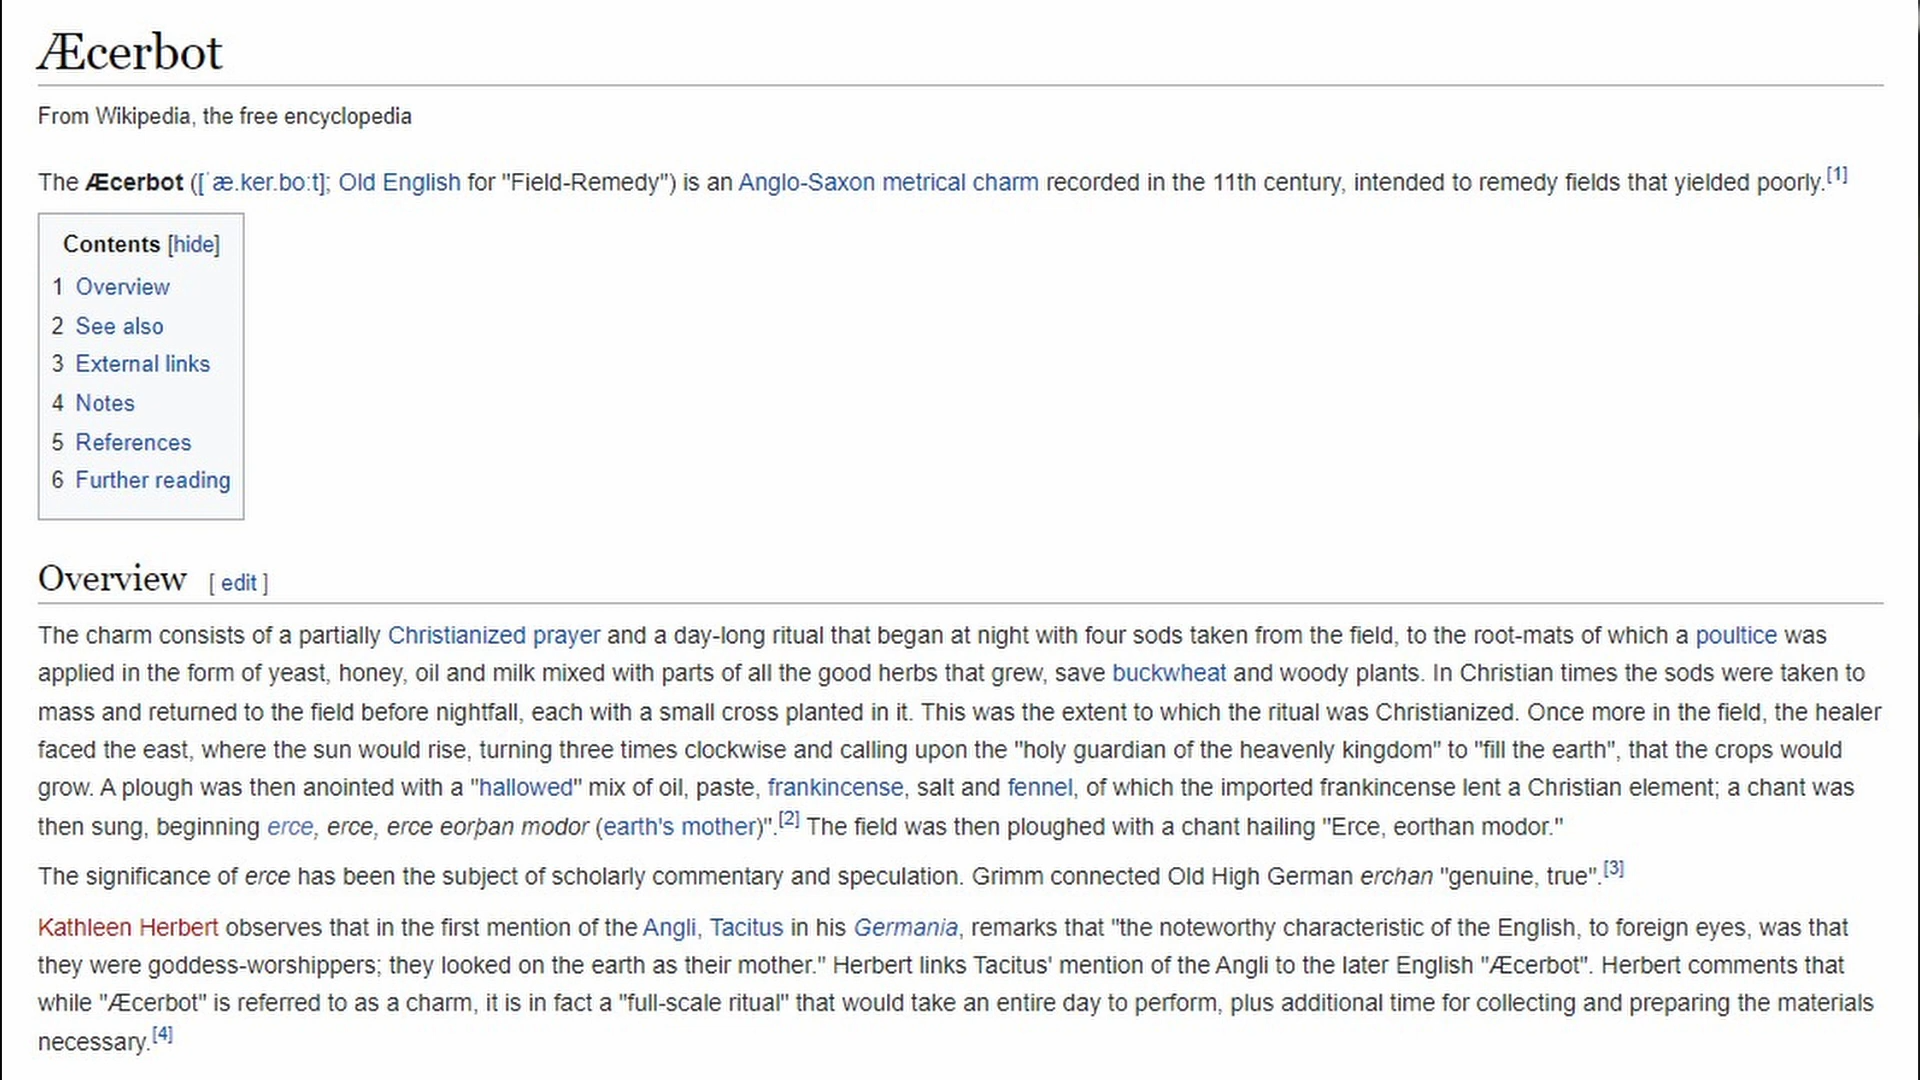 Æcerbot
From Wikipedia, the free encyclopedia
The Æcerbot ([ˈæ.ker.boːt]; Old English for "Field-Remedy") is an Anglo-Saxon metrical charm recorded in the 11th century, intended to remedy fields that yielded poorly.[1]
Contents [hide]
1 Overview
2 See also
3 External links
4 Notes
5 References
6 Further reading
Overview [ edit ]
The charm consists of a partially Christianized prayer and a day-long ritual that began at night with four sods taken from the field, to the root-mats of which a poultice was
applied in the form of yeast, honey, oil and milk mixed with parts of all the good herbs that grew, save buckwheat and woody plants. In Christian times the sods were taken to
mass and returned to the field before nightfall, each with a small cross planted in it. This was the extent to which the ritual was Christianized. Once more in the field, the healer
faced the east, where the sun would rise, turning three times clockwise and calling upon the "holy guardian of the heavenly kingdom" to "fill the earth", that the crops would
grow. A plough was then anointed with a "hallowed" mix of oil, paste, frankincense, salt and fennel, of which the imported frankincense lent a Christian element; a chant was
then sung, beginning erce, erce, erce eorþan modor (earth's mother)".[2] The field was then ploughed with a chant hailing "Erce, eorthan modor."
The significance of erce has been the subject of scholarly commentary and speculation. Grimm connected Old High German erchan "genuine, true".[3]
Kathleen Herbert observes that in the first mention of the Angli, Tacitus in his Germania, remarks that "the noteworthy characteristic of the English, to foreign eyes, was that
they were goddess-worshippers; they looked on the earth as their mother." Herbert links Tacitus' mention of the Angli to the later English "Æcerbot". Herbert comments that
while "Æcerbot" is referred to as a charm, it is in fact a "full-scale ritual" that would take an entire day to perform, plus additional time for collecting and preparing the materials
necessary.[4]